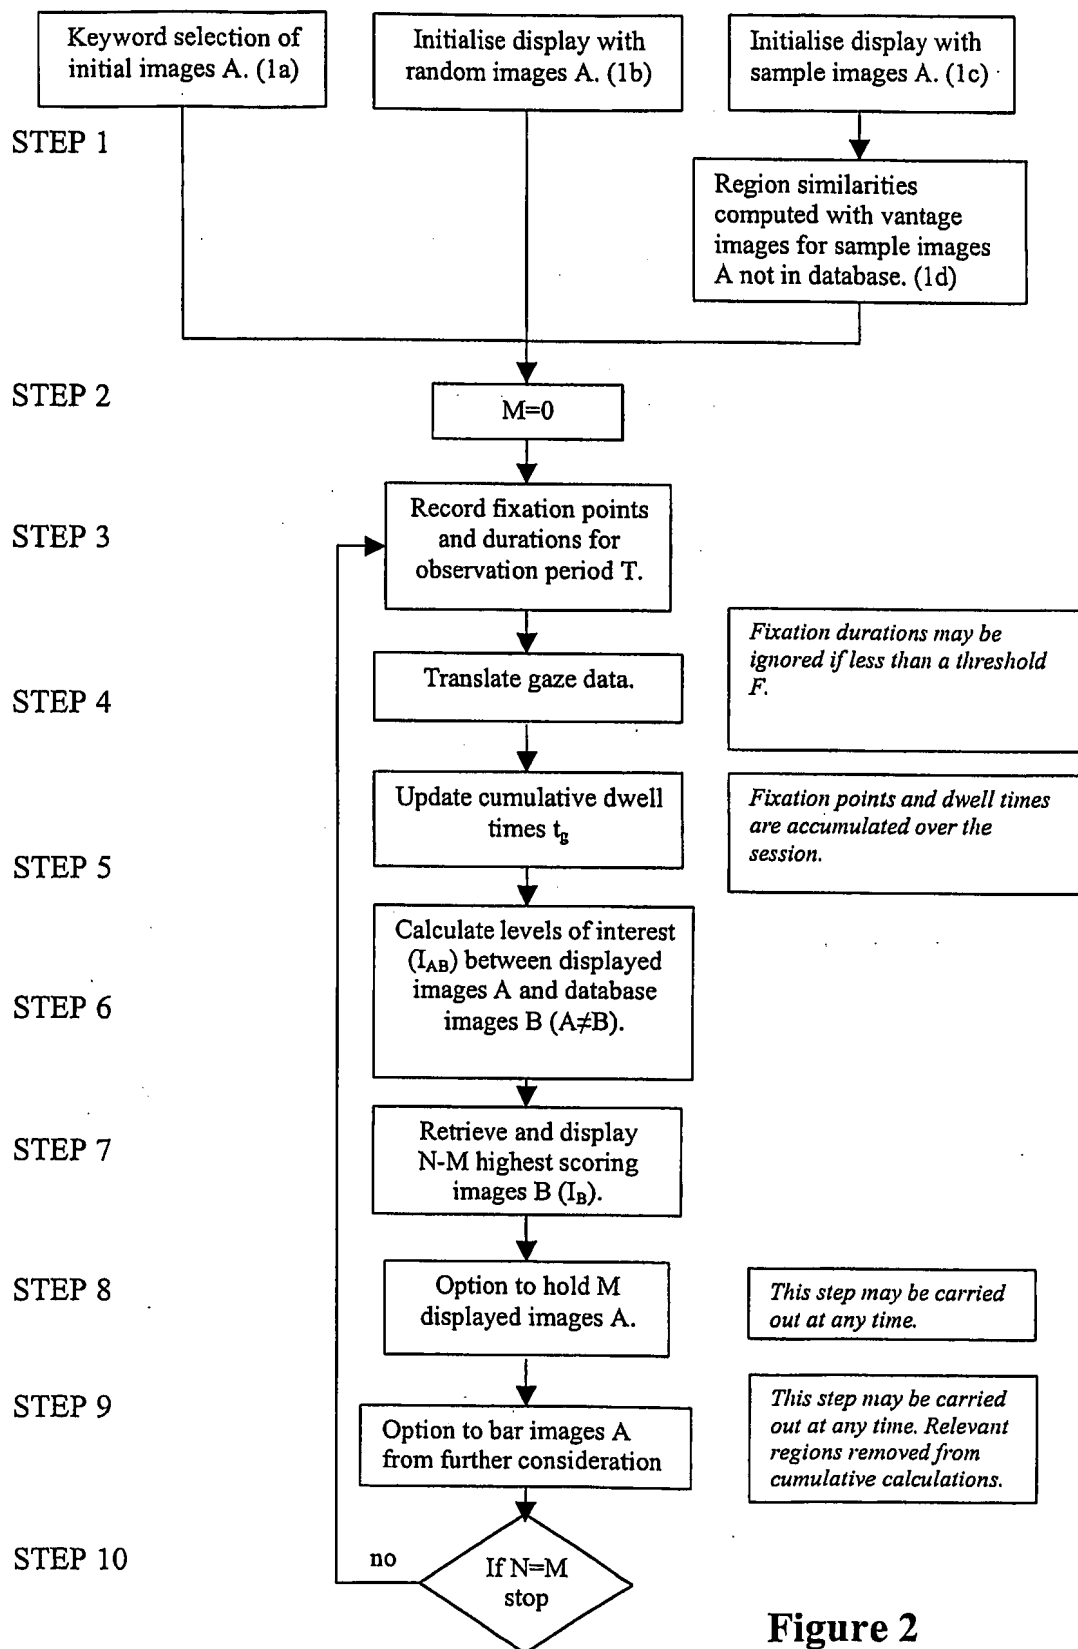 Keyword selection of
initial images A. (1a)
Initialise display with
random images A. (1b)
Initialise display with
sample images A. (1c)
STEP 1
Region similarities
computed with vantage
images for sample images
A not in database. (1d)
STEP 2
M=0
STEP 3
Record fixation points
and durations for
observation period T.
STEP 4
Translate gaze data.
Fixation durations may be
ignored if less than a threshold
F.
STEP 5
Update cumulative dwell
times t_g
Fixation points and dwell times
are accumulated over the
session.
STEP 6
Calculate levels of interest
(I_AB) between displayed
images A and database
images B (A≠B).
STEP 7
Retrieve and display
N-M highest scoring
images B (I_B).
STEP 8
Option to hold M
displayed images A.
This step may be carried
out at any time.
STEP 9
Option to bar images A
from further consideration
This step may be carried
out at any time. Relevant
regions removed from
cumulative calculations.
STEP 10
no
If N=M
stop
Figure 2